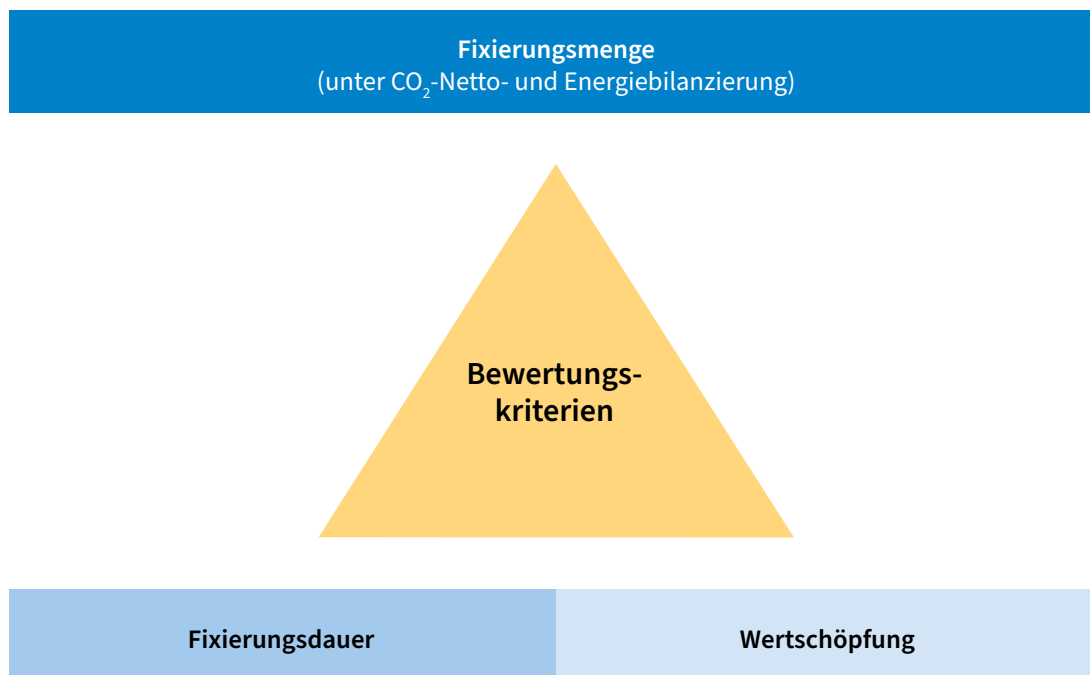 Fixierungsmenge
(unter CO₂-Netto- und Energiebilanzierung)
Bewertungs-
kriterien
Fixierungsdauer
Wertschöpfung